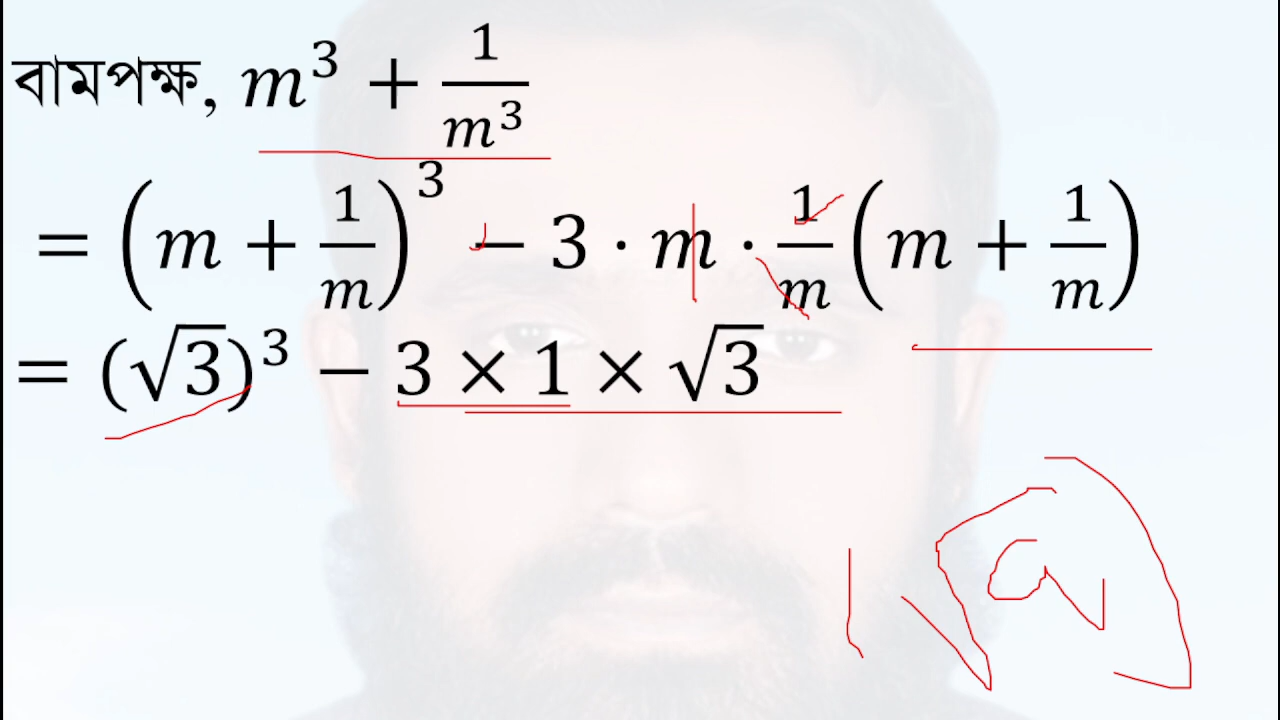 বামপক্ষ, m³ + 1/m³
= (m + 1/m)³ − 3 · m · 1/m (m + 1/m)
= (√3)³ − 3 × 1 × √3